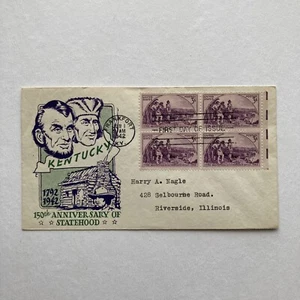 KENTUCKY
1792
1942
150th ANNIVERSARY OF
STATEHOOD
FRANKFORT
1942
KY.
FIRST DAY OF ISSUE
Harry A. Nagle
428 Selbourne Road.
Riverside, Illinois